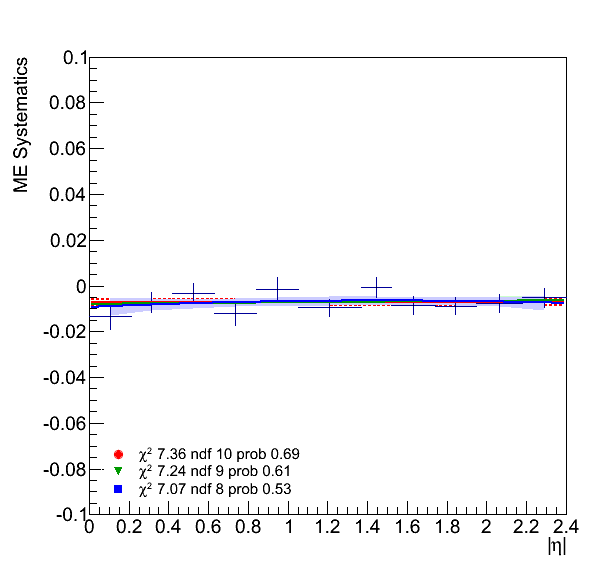 ME Systematics
0.1
0.08
0.06
0.04
0.02
0
-0.02
-0.04
-0.06
-0.08
-0.1
χ² 7.36 ndf 10 prob 0.69
χ² 7.24 ndf 9 prob 0.61
χ² 7.07 ndf 8 prob 0.53
0 0.2 0.4 0.6 0.8 1 1.2 1.4 1.6 1.8 2 2.2 2.4
|η|